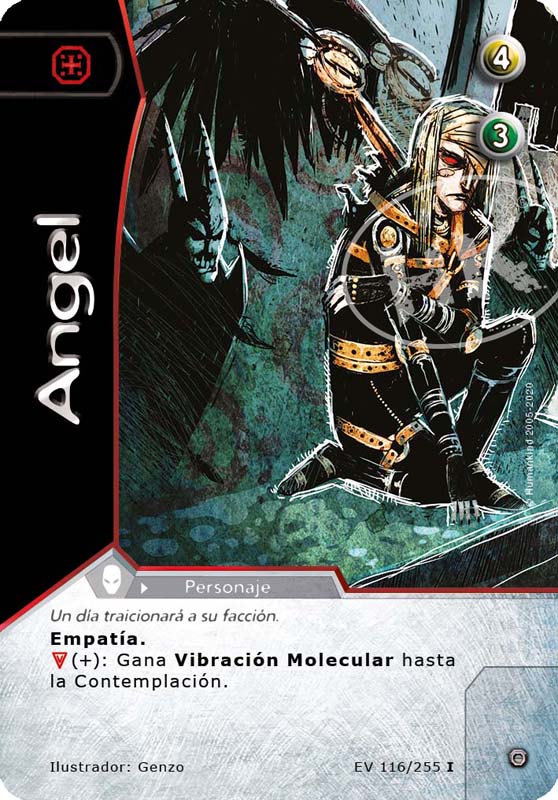 4
3
Angel
HK
© Humankind 2005-2020
Personaje
Un día traicionará a su facción.
Empatía.
(+): Gana Vibración Molecular hasta
la Contemplación.
Ilustrador: Genzo
EV 116/255 I